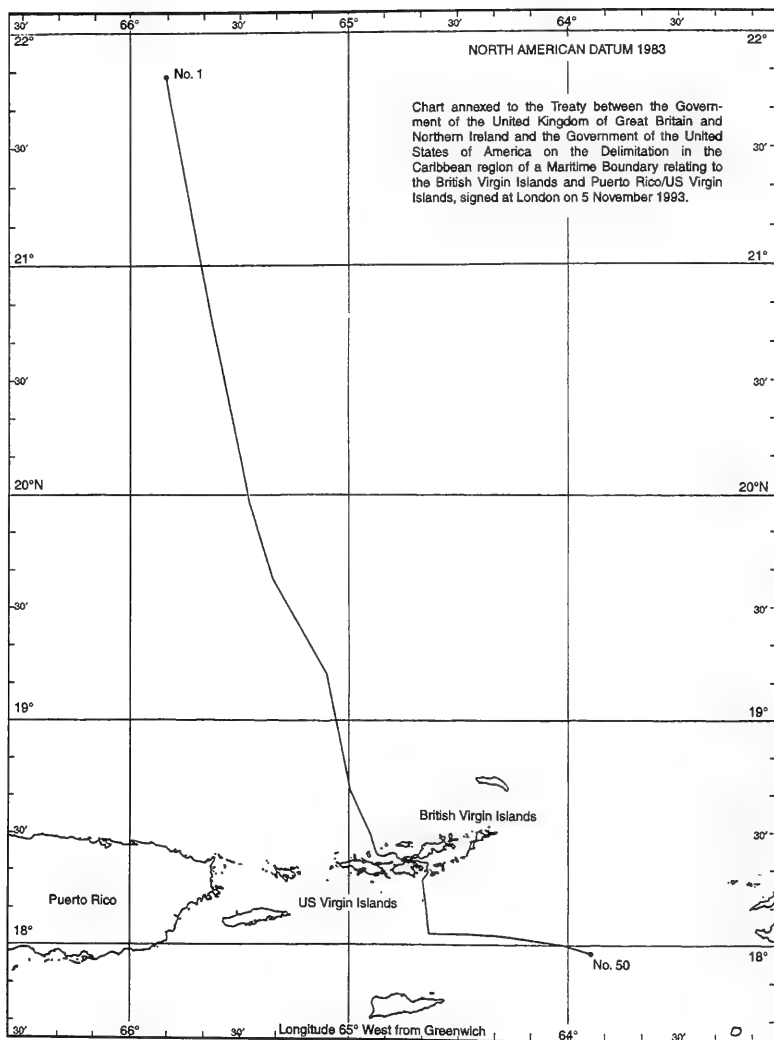 30' 66° 30' 65° 30' 64° 30'
22° 22°
NORTH AMERICAN DATUM 1983
No. 1
Chart annexed to the Treaty between the Govern-
ment of the United Kingdom of Great Britain and
Northern Ireland and the Government of the United
States of America on the Delimitation in the
Caribbean region of a Maritime Boundary relating to
the British Virgin Islands and Puerto Rico/US Virgin
Islands, signed at London on 5 November 1993.
30' 30'
21° 21°
30' 30'
20°N 20°N
30' 30'
19° 19°
British Virgin Islands
30' 30'
Puerto Rico
US Virgin Islands
18° 18°
No. 50
30' 66° 30' Longitude 65° West from Greenwich 64° 30'